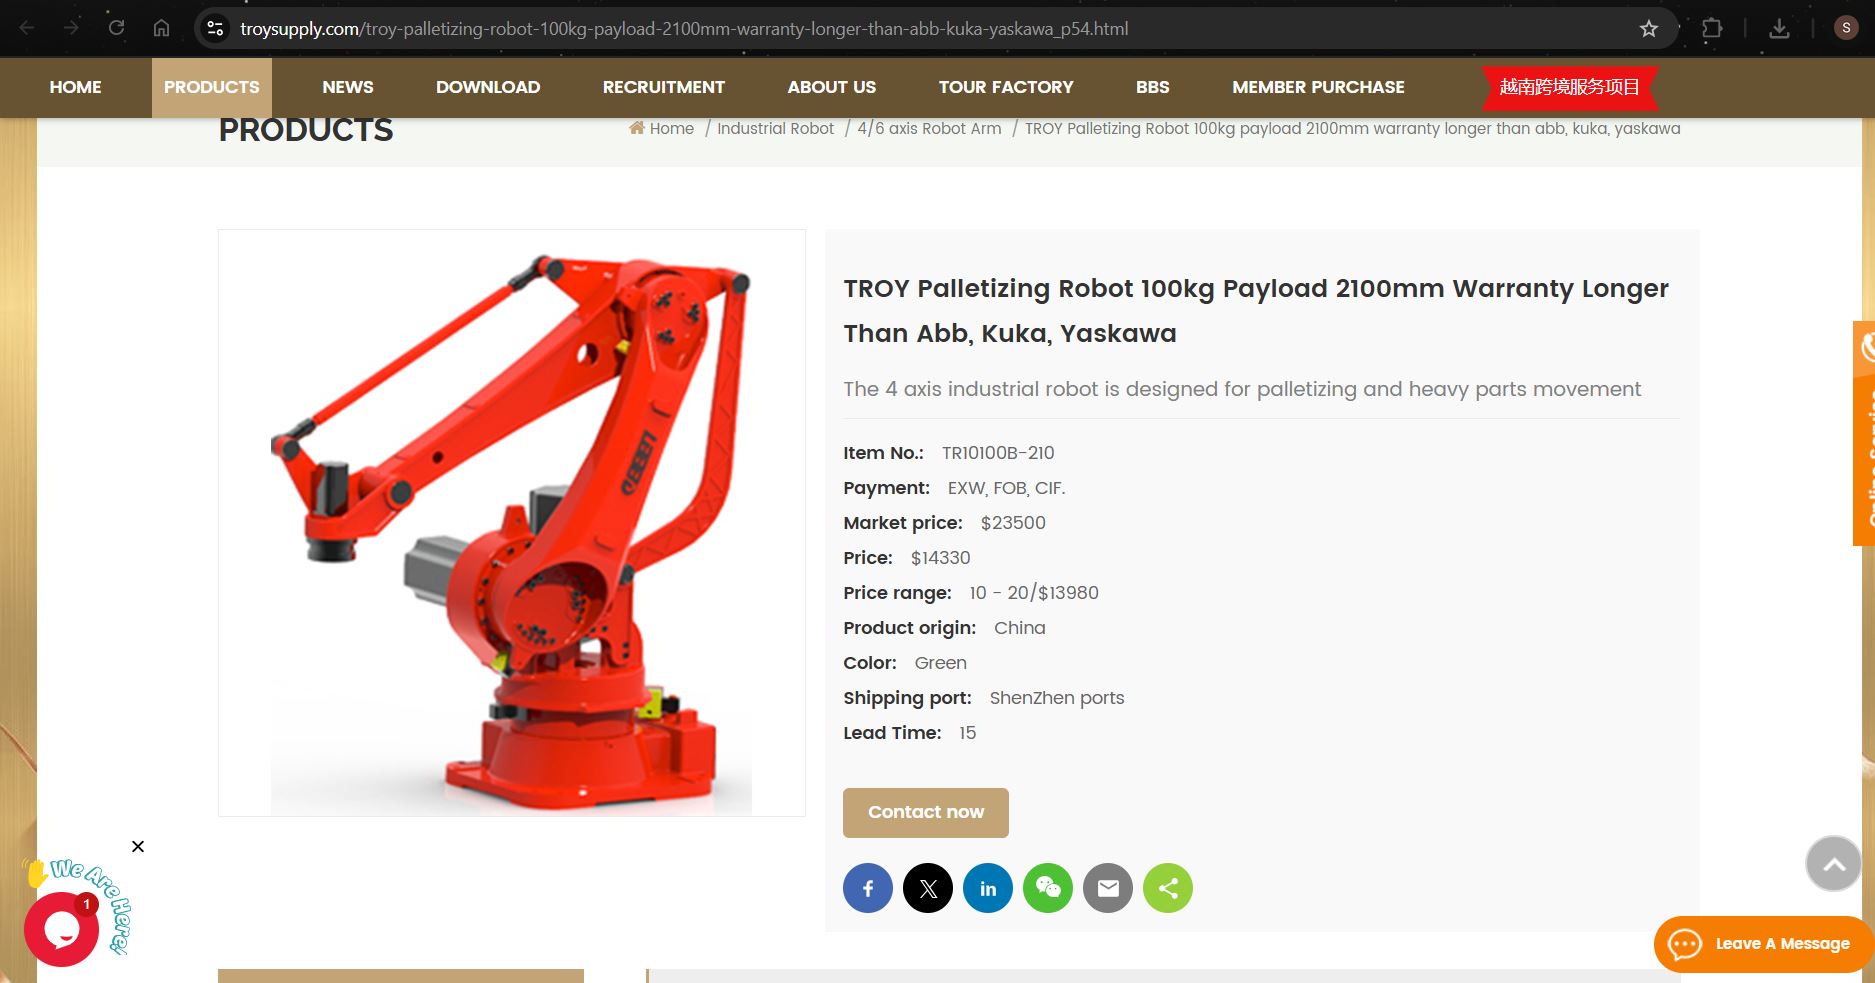 troysupply.com/troy-palletizing-robot-100kg-payload-2100mm-warranty-longer-than-abb-kuka-yaskawa_p54.html
S
HOME
PRODUCTS
NEWS
DOWNLOAD
RECRUITMENT
ABOUT US
TOUR FACTORY
BBS
MEMBER PURCHASE
越南跨境服务项目
PRODUCTS
Home / Industrial Robot / 4/6 axis Robot Arm / TROY Palletizing Robot 100kg payload 2100mm warranty longer than abb, kuka, yaskawa
TROY Palletizing Robot 100kg Payload 2100mm Warranty Longer
Than Abb, Kuka, Yaskawa
The 4 axis industrial robot is designed for palletizing and heavy parts movement
Item No.: TR10100B-210
Payment: EXW, FOB, CIF.
Market price: $23500
Price: $14330
Price range: 10 - 20/$13980
Product origin: China
Color: Green
Shipping port: ShenZhen ports
Lead Time: 15
Contact now
We Are Here!
1
Leave A Message